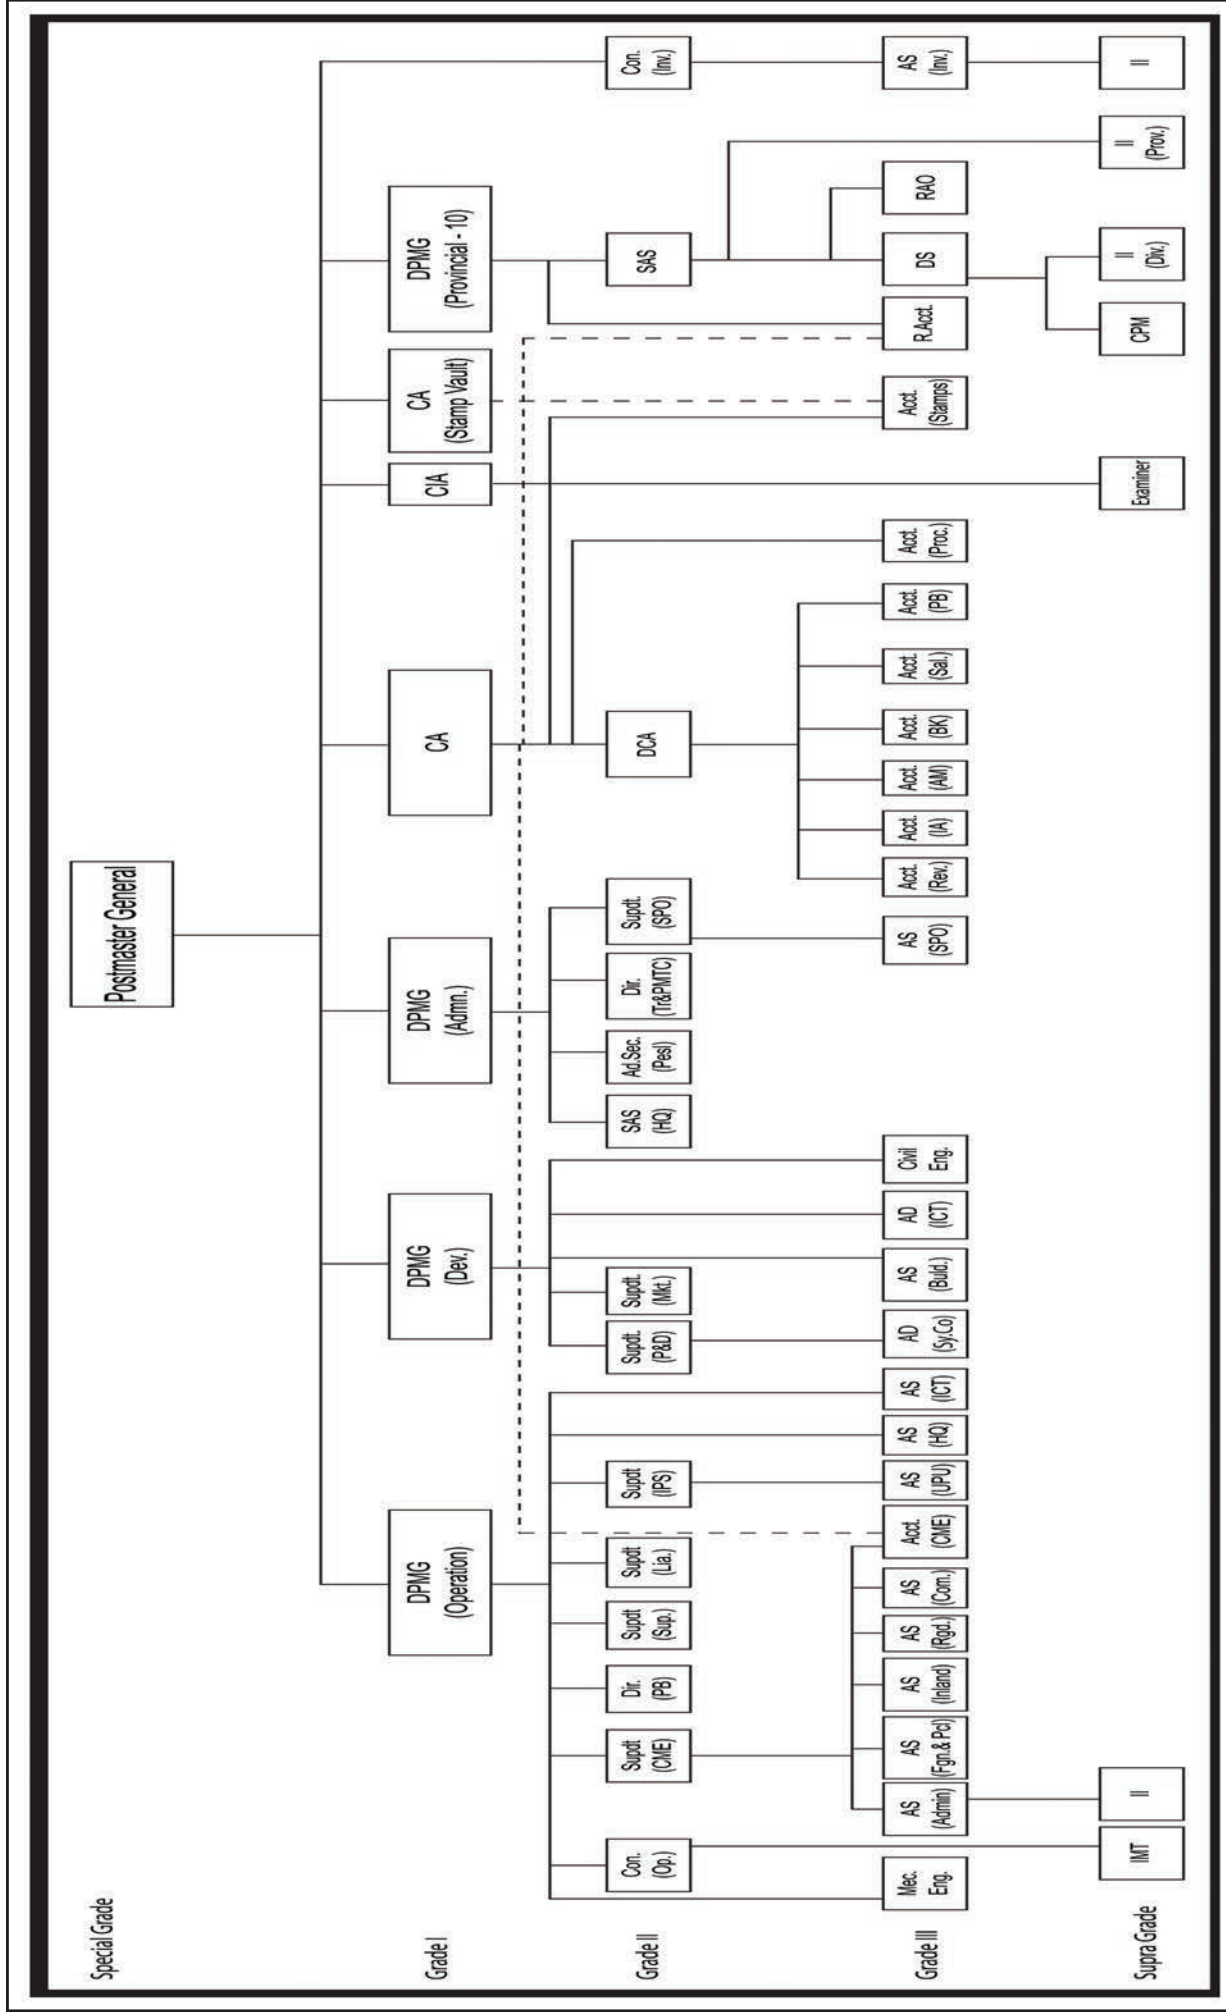 Special Grade
Postmaster General
Grade I
DPMG
(Operation)
DPMG
(Dev.)
DPMG
(Admn.)
CA
CIA
CA
(Stamp Vault)
DPMG
(Provincial - 10)
Grade II
Con.
(Op.)
Supdt
(CME)
Dir.
(PB)
Supdt
(Sup.)
Supdt
(Lia.)
Supdt
(IPS)
Supdt.
(P&D)
Supdt.
(Mkt.)
SAS
(HQ)
Ad.Sec.
(Pesl)
Dir.
(Tr&PMTC)
Supdt.
(SPO)
DCA
SAS
Con.
(Inv.)
Grade III
Mec.
Eng.
AS
(Admin)
AS
(Fgn.& Pcl)
AS
(Inland)
AS
(Rgd.)
AS
(Com.)
Acct.
(CME)
AS
(UPU)
AS
(HQ)
AS
(ICT)
AD
(Sy.Co)
AS
(Buld.)
AD
(ICT)
Civil
Eng.
AS
(SPO)
Acct.
(Rev.)
Acct.
(IA)
Acct.
(AM)
Acct.
(BK)
Acct.
(Sal.)
Acct.
(PB)
Acct.
(Proc.)
Acct.
(Stamps)
R.Acct.
DS
RAO
AS
(Inv.)
Supra Grade
IMT
II
Examiner
CPM
II
(Div.)
II
(Prov.)
II